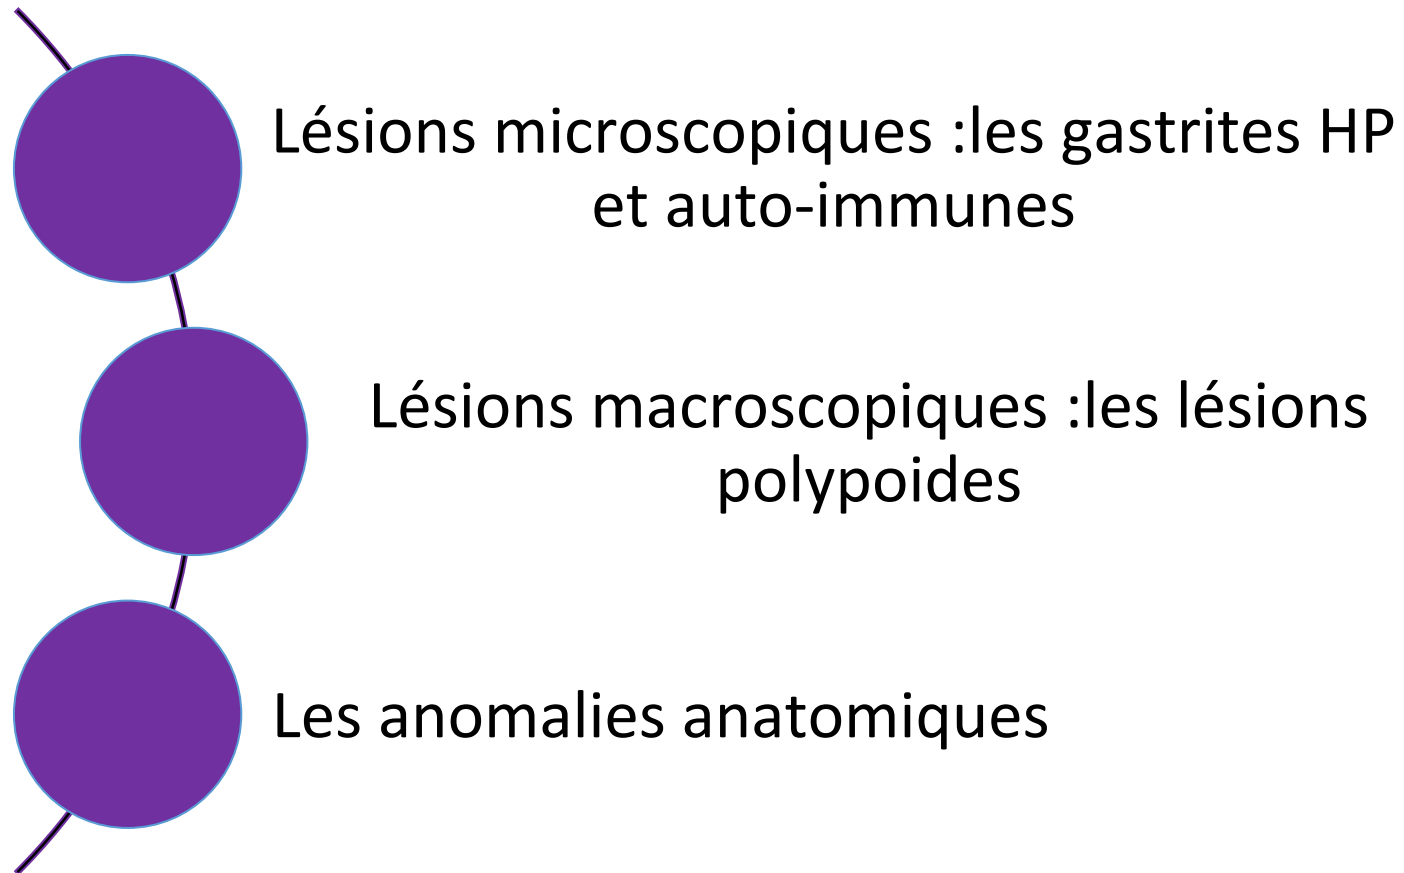 Lésions microscopiques :les gastrites HP
et auto-immunes
Lésions macroscopiques :les lésions
polypoides
Les anomalies anatomiques